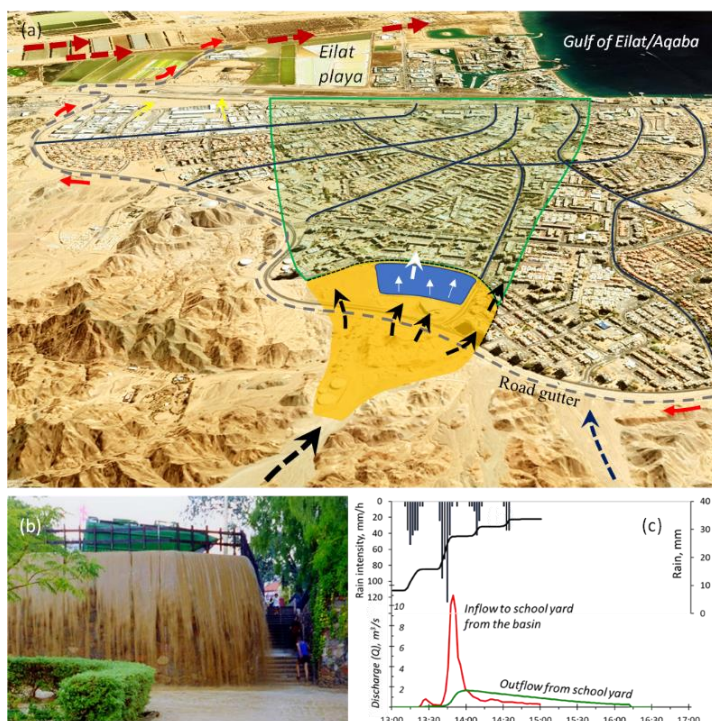 (a)
Eilat
playa
Gulf of Eilat/Aqaba
Road gutter
(b)
(c)
Rain intensity, mm/h
0
20
40
60
80
100
120
40
30
20
10
0
Rain, mm
Discharge (Q), m³/s
10
8
6
4
2
Inflow to school yard
from the basin
Outflow from school yard
13:00 13:30 14:00 14:30 15:00 15:30 16:00 16:30 17:00